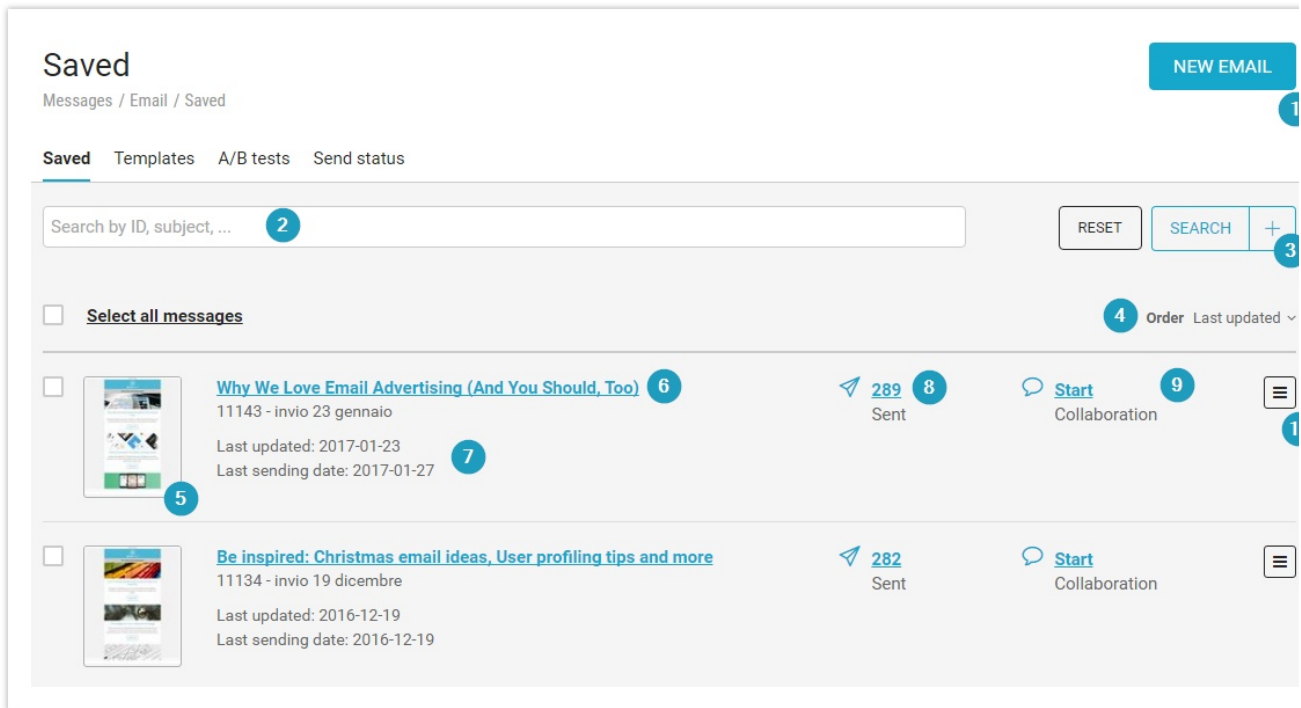 Saved
NEW EMAIL
Messages / Email / Saved
1
Saved Templates A/B tests Send status
Search by ID, subject, ... 2 RESET SEARCH +
3
Select all messages 4 Order Last updated
Why We Love Email Advertising (And You Should, Too) 6 289 8 Start 9
11143 - invio 23 gennaio Sent Collaboration
Last updated: 2017-01-23
Last sending date: 2017-01-27 7
5
Be inspired: Christmas email ideas, User profiling tips and more 282 Start
11134 - invio 19 dicembre Sent Collaboration
Last updated: 2016-12-19
Last sending date: 2016-12-19